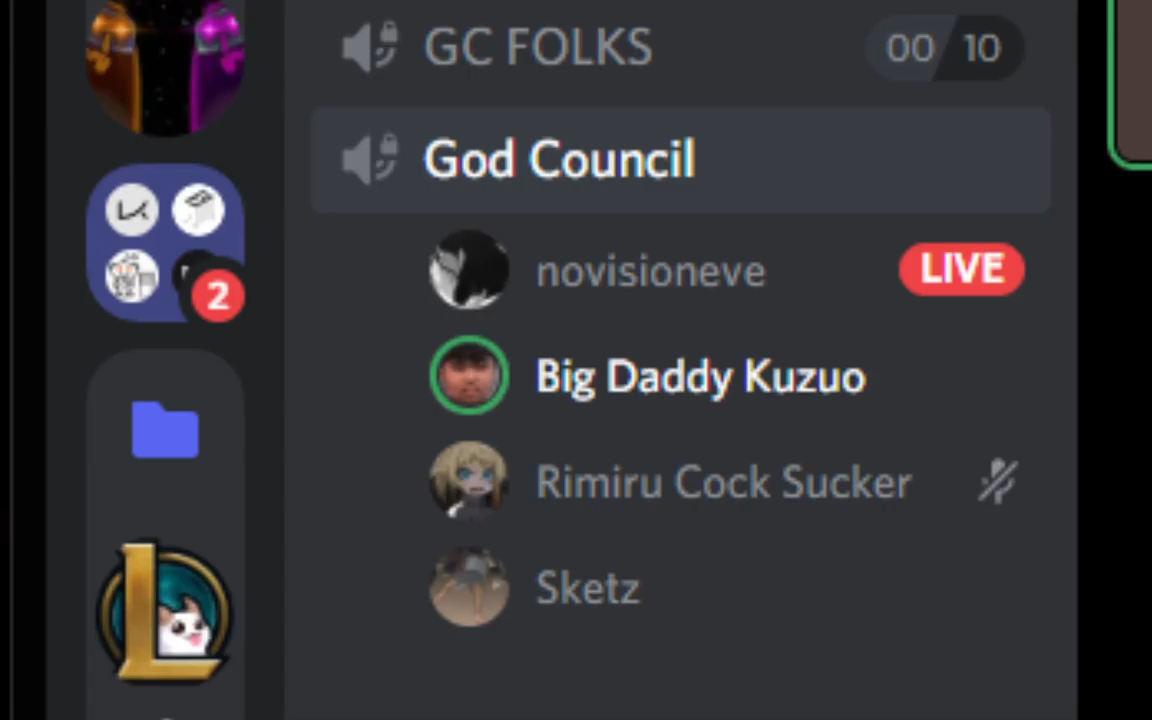 GC FOLKS 00 10
God Council
novisioneve LIVE
2
Big Daddy Kuzuo
Rimiru Cock Sucker
Sketz
L